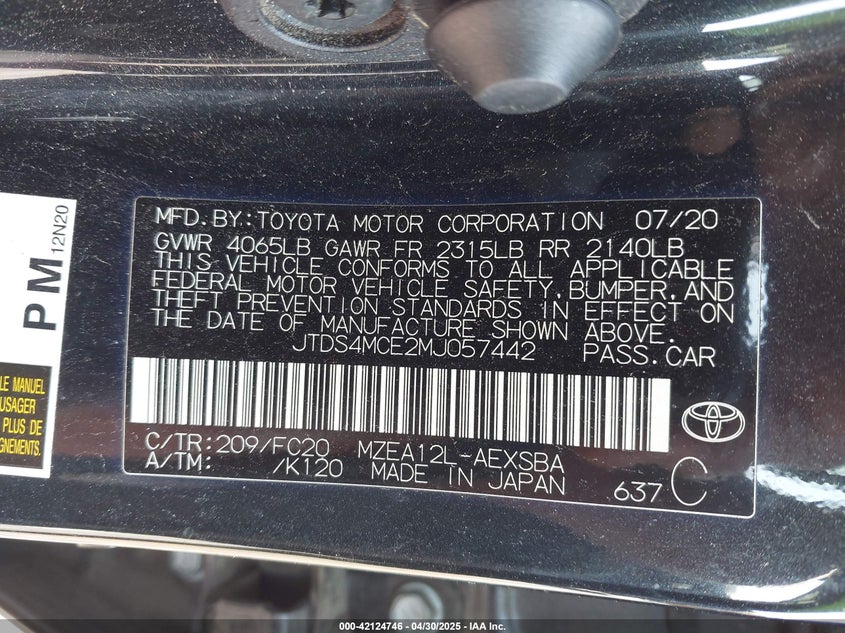 MFD.BY:TOYOTA MOTOR CORPORATION 07/20
GVWR 4065LB GAWR FR 2315LB RR 2140LB
THIS VEHICLE CONFORMS TO ALL APPLICABLE
FEDERAL MOTOR VEHICLE SAFETY,BUMPER,AND
THEFT PREVENTION STANDARDS IN EFFECT ON
THE DATE OF MANUFACTURE SHOWN ABOVE.
JTDS4MCE2MJ057442 PASS.CAR
C/TR:209/FC20 MZEA12L-AEXSBA
A/TM: /K120 MADE IN JAPAN
637 C
PM
12N20
LE MANUEL
USAGER
PLUS DE
GNEMENTS.
000-42124746 - 04/30/2025 - IAA Inc.